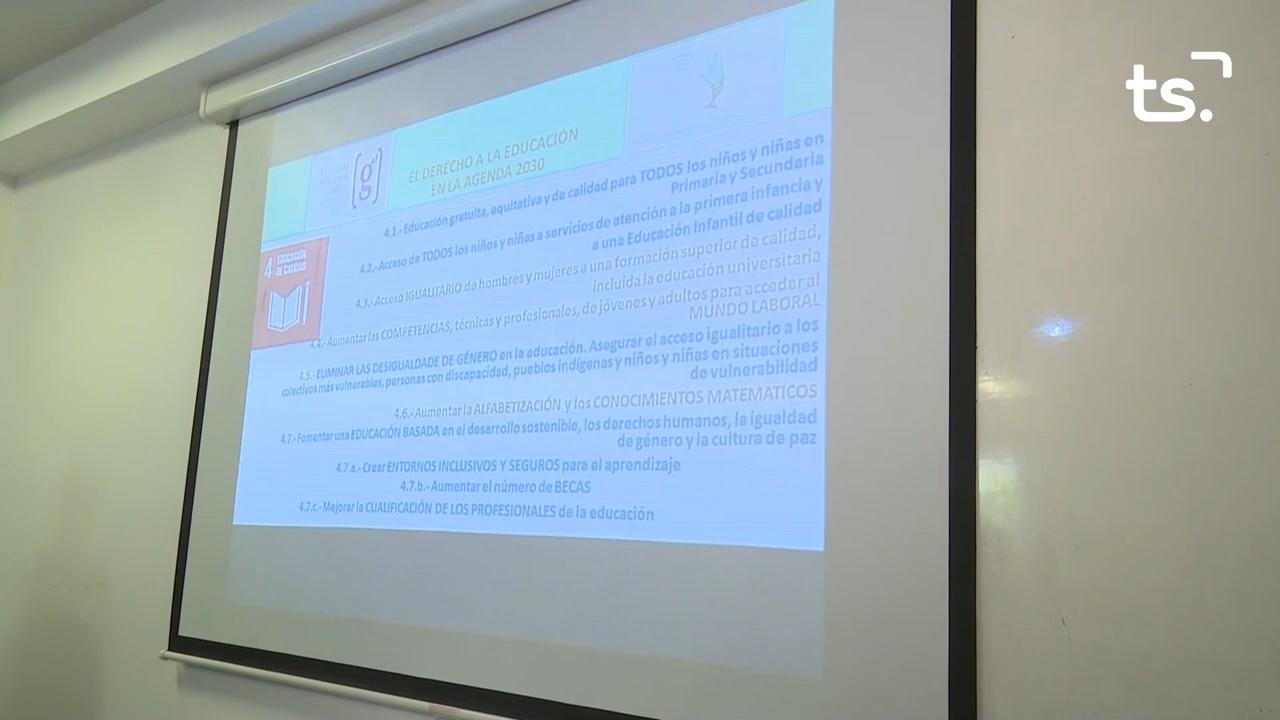 ts.
EL DERECHO A LA EDUCACIÓN
EN LA AGENDA 2030
[g]
4 EDUCACIÓN
DE CALIDAD
4.1.- Educación gratuita, equitativa y de calidad para TODOS los niños y niñas en
Primaria y Secundaria
4.2.- Acceso de TODOS los niños y niñas a servicios de atención a la primera infancia y
a una Educación Infantil de calidad
4.3.- Acceso IGUALITARIO de hombres y mujeres a una formación superior de calidad,
incluida la educación universitaria
4.4.- Aumentar las COMPETENCIAS, técnicas y profesionales, de jóvenes y adultos para acceder al
MUNDO LABORAL
4.5.- ELIMINAR LAS DESIGUALDADE DE GÉNERO en la educación. Asegurar el acceso igualitario a los
colectivos más vulnerables, personas con discapacidad, pueblos indígenas y niños y niñas en situaciones
de vulnerabilidad
4.6.- Aumentar la ALFABETIZACIÓN y los CONOCIMIENTOS MATEMATICOS
4.7.- Fomentar una EDUCACIÓN BASADA en el desarrollo sostenible, los derechos humanos, la igualdad
de género y la cultura de paz
4.7.a.- Crear ENTORNOS INCLUSIVOS Y SEGUROS para el aprendizaje
4.7.b.- Aumentar el número de BECAS
4.7.c.- Mejorar la CUALIFICACIÓN DE LOS PROFESIONALES de la educación